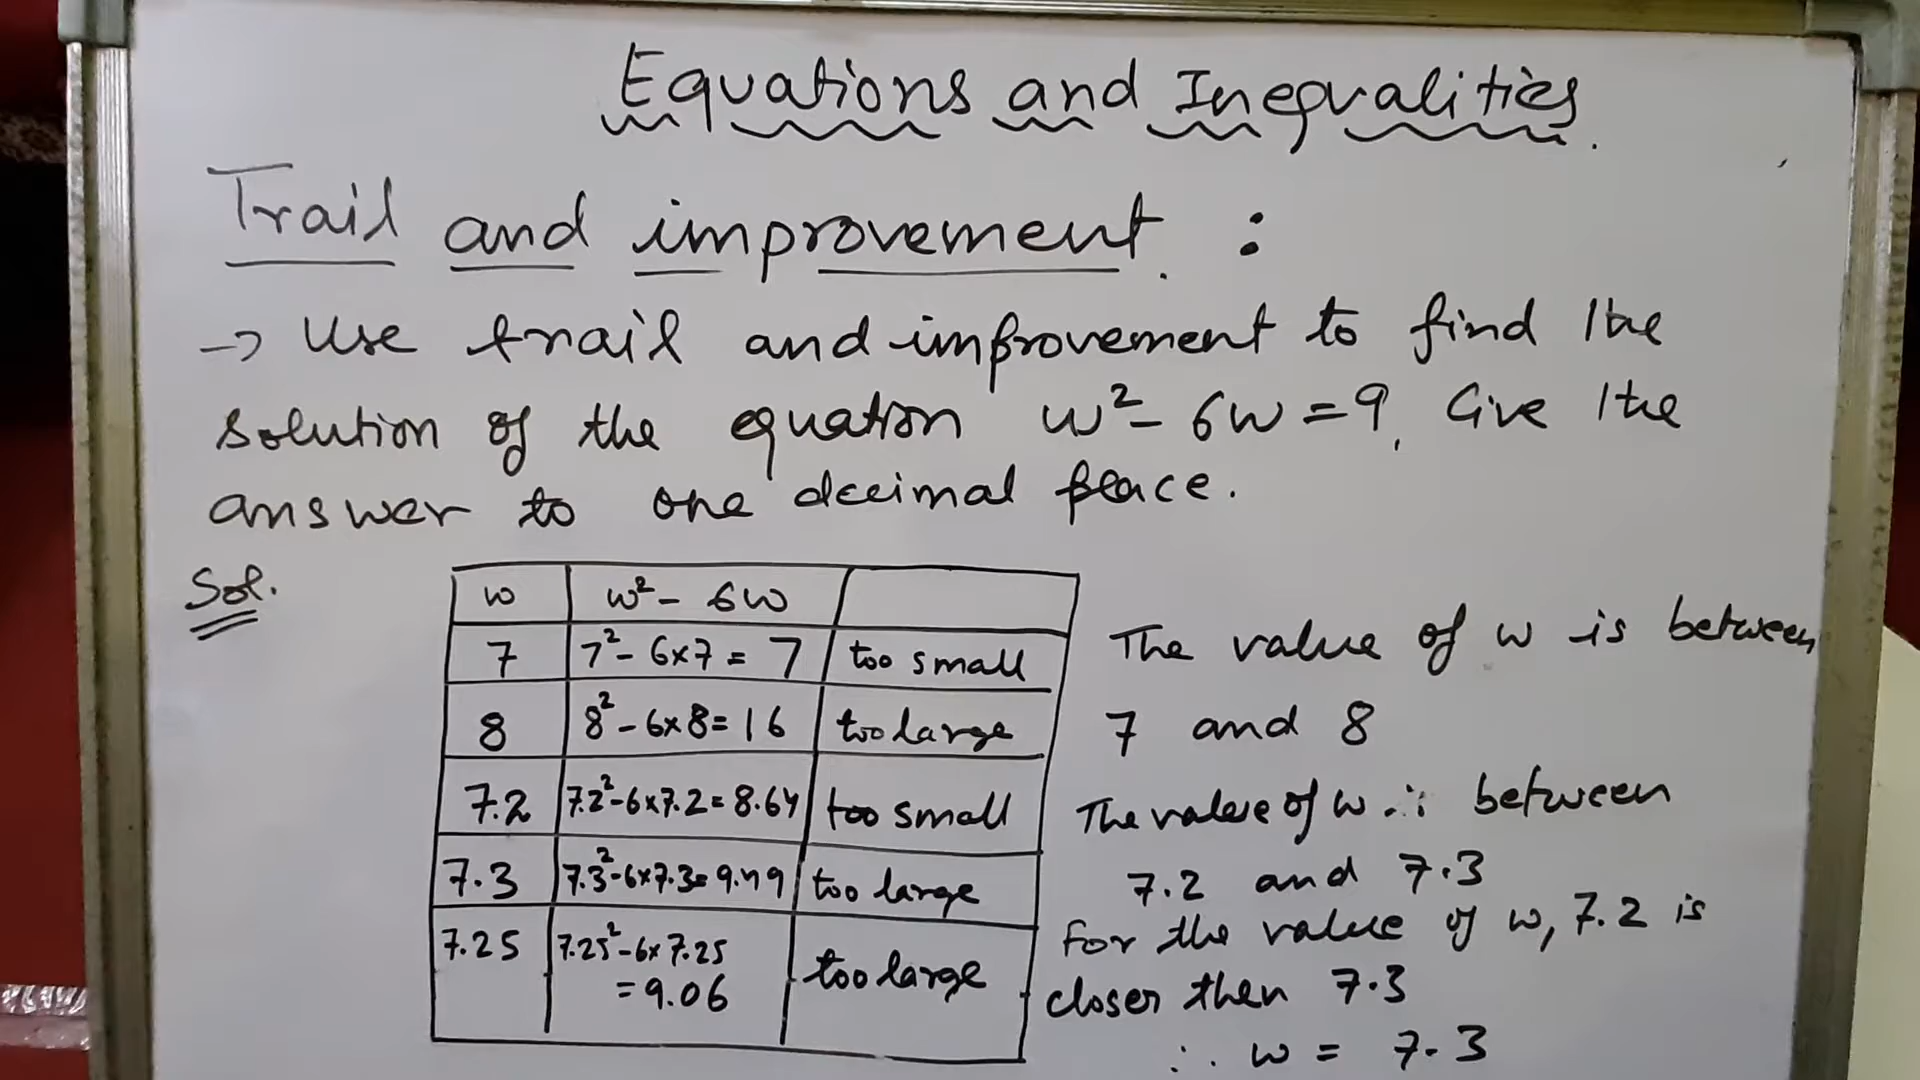 Equations and Inequalities.
Trail and improvement. :
→ Use trail and improvement to find the
solution of the equation w² - 6w = 9. Give the
answer to one decimal place.
Sol.
w | w² - 6w
7 | 7² - 6×7 = 7 | too small
8 | 8² - 6×8 = 16 | too large
7.2 | 7.2² - 6×7.2 = 8.64 | too small
7.3 | 7.3² - 6×7.3 = 9.49 | too large
7.25 | 7.25² - 6×7.25
= 9.06 | too large
The value of w is between
7 and 8
The value of w is between
7.2 and 7.3
For the value of w, 7.2 is
closer then 7.3
∴ w = 7.3